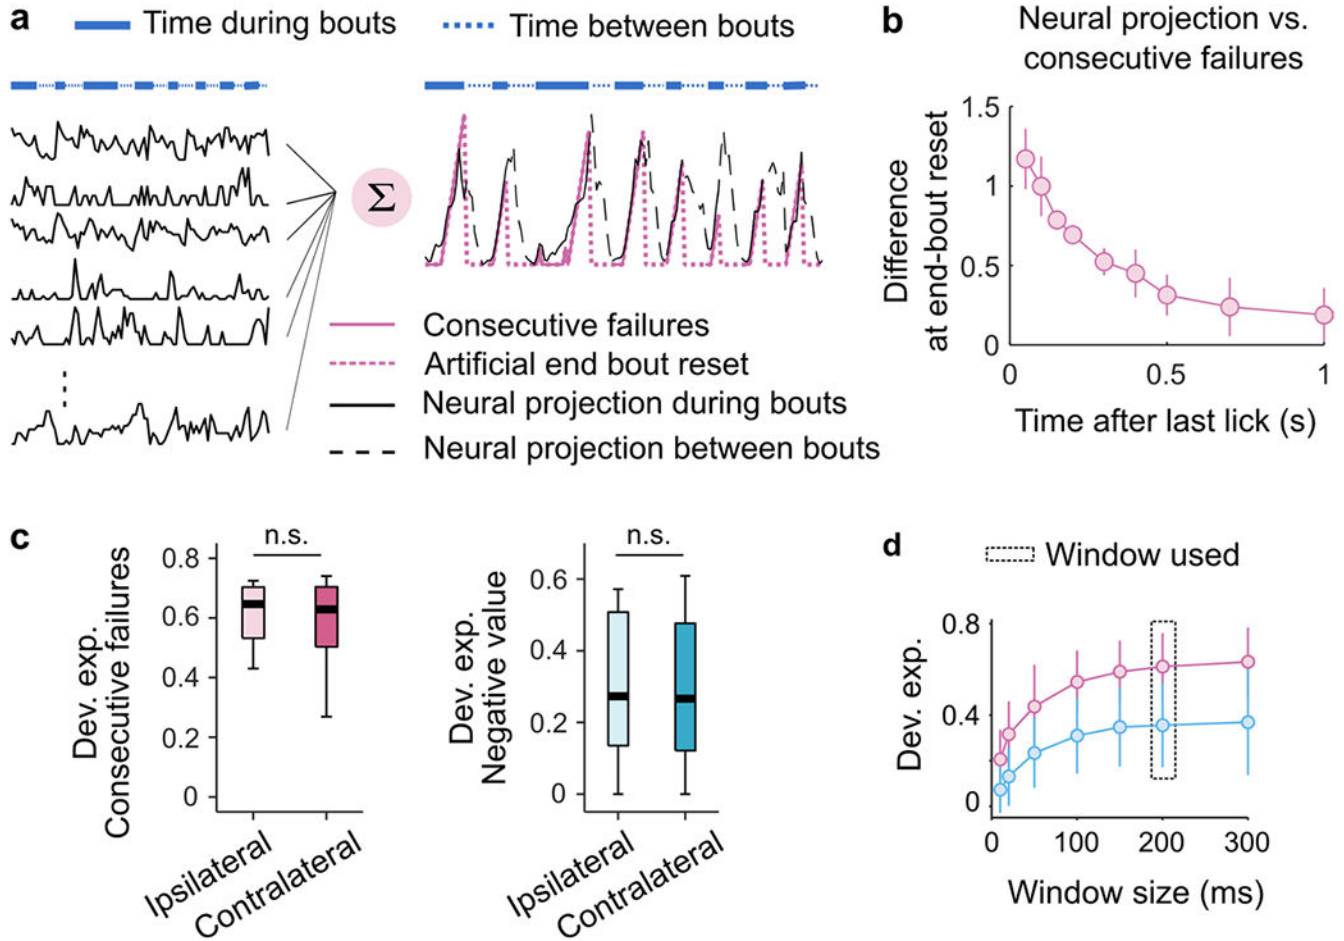 a
Time during bouts
Time between bouts
Σ
Consecutive failures
Artificial end bout reset
Neural projection during bouts
Neural projection between bouts
b
Neural projection vs.
consecutive failures
Difference
at end-bout reset
1.5
1
0.5
0
0
0.5
1
Time after last lick (s)
c
n.s.
Dev. exp.
Consecutive failures
0.8
0.6
0.4
0.2
0
Ipsilateral
Contralateral
n.s.
Dev. exp.
Negative value
0.6
0.4
0.2
0
Ipsilateral
Contralateral
d
Window used
Dev. exp.
0.8
0.4
0
0
100
200
300
Window size (ms)